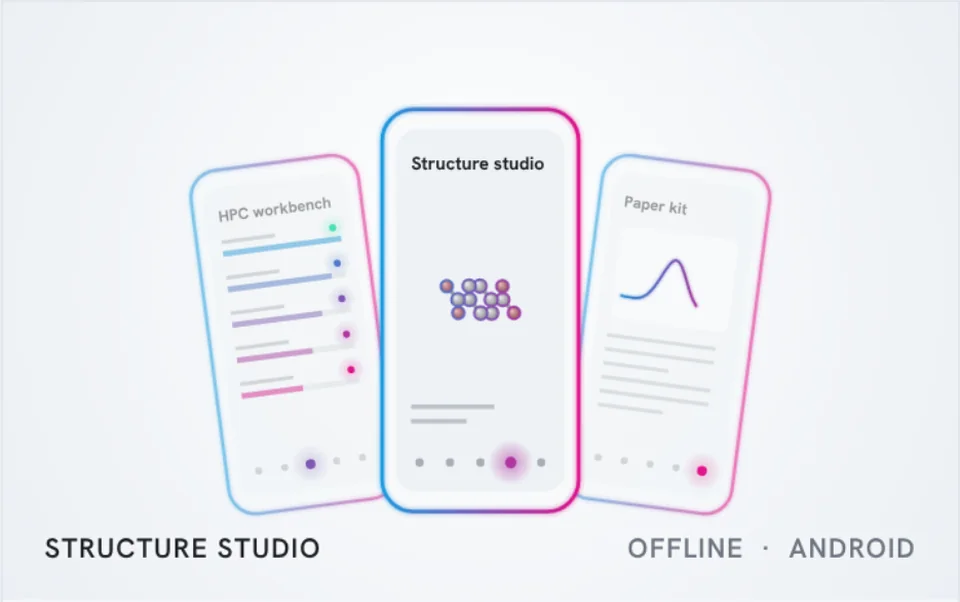 HPC workbench
Structure studio
Paper kit
STRUCTURE STUDIO
OFFLINE · ANDROID